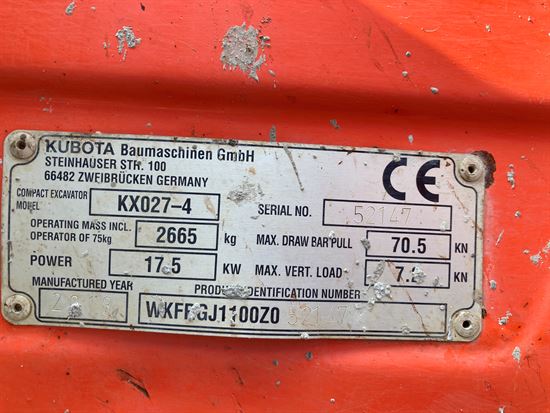 KUBOTA Baumaschinen GmbH
STEINHAUSER STR. 100
66482 ZWEIBRÜCKEN GERMANY
CE
COMPACT EXCAVATOR
MODEL KX027-4 SERIAL NO. 52147
OPERATING MASS INCL.
OPERATOR OF 75kg 2665 kg MAX. DRAW BAR PULL 70.5 KN
POWER 17.5 KW MAX. VERT. LOAD KN
MANUFACTURED YEAR PRODUCT IDENTIFICATION NUMBER